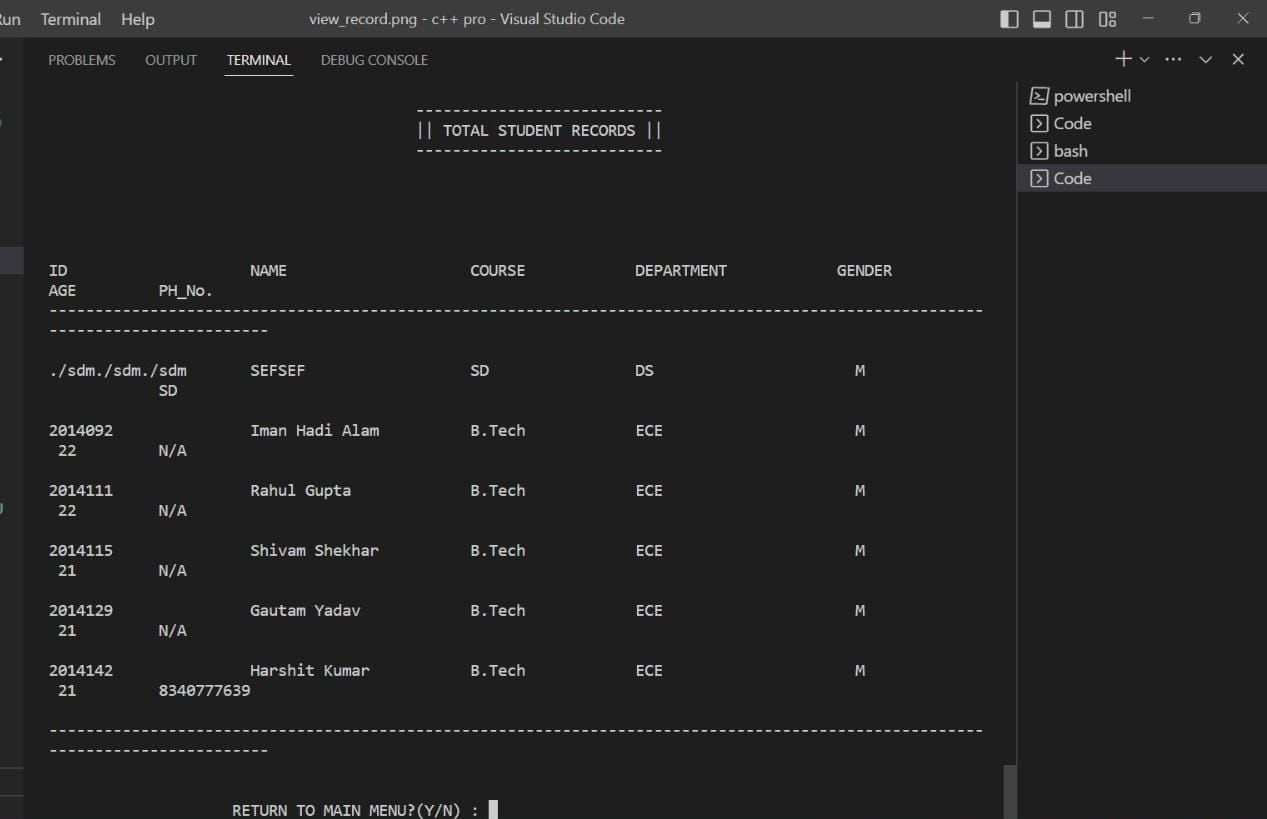 Run Terminal Help view_record.png - c++ pro - Visual Studio Code
PROBLEMS OUTPUT TERMINAL DEBUG CONSOLE
powershell
Code
bash
Code
---------------------------
|| TOTAL STUDENT RECORDS ||
---------------------------
ID NAME COURSE DEPARTMENT GENDER
AGE PH_No.
------------------------------------------------------------------------------------------------------
------------------------
./sdm./sdm./sdm SEFSEF SD DS M
SD
2014092 Iman Hadi Alam B.Tech ECE M
22 N/A
2014111 Rahul Gupta B.Tech ECE M
22 N/A
2014115 Shivam Shekhar B.Tech ECE M
21 N/A
2014129 Gautam Yadav B.Tech ECE M
21 N/A
2014142 Harshit Kumar B.Tech ECE M
21 8340777639
------------------------------------------------------------------------------------------------------
------------------------
RETURN TO MAIN MENU?(Y/N) :